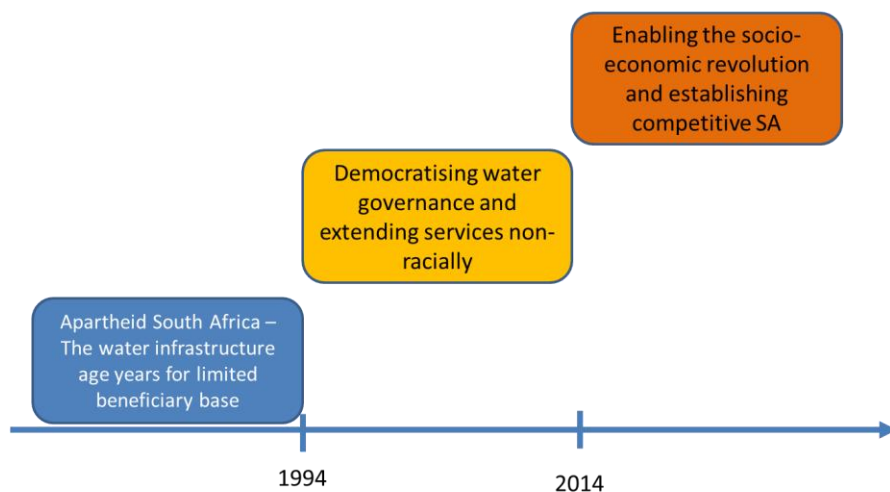 Enabling the socio-
economic revolution
and establishing
competitive SA
Democratising water
governance and
extending services non-
racially
Apartheid South Africa –
The water infrastructure
age years for limited
beneficiary base
1994
2014